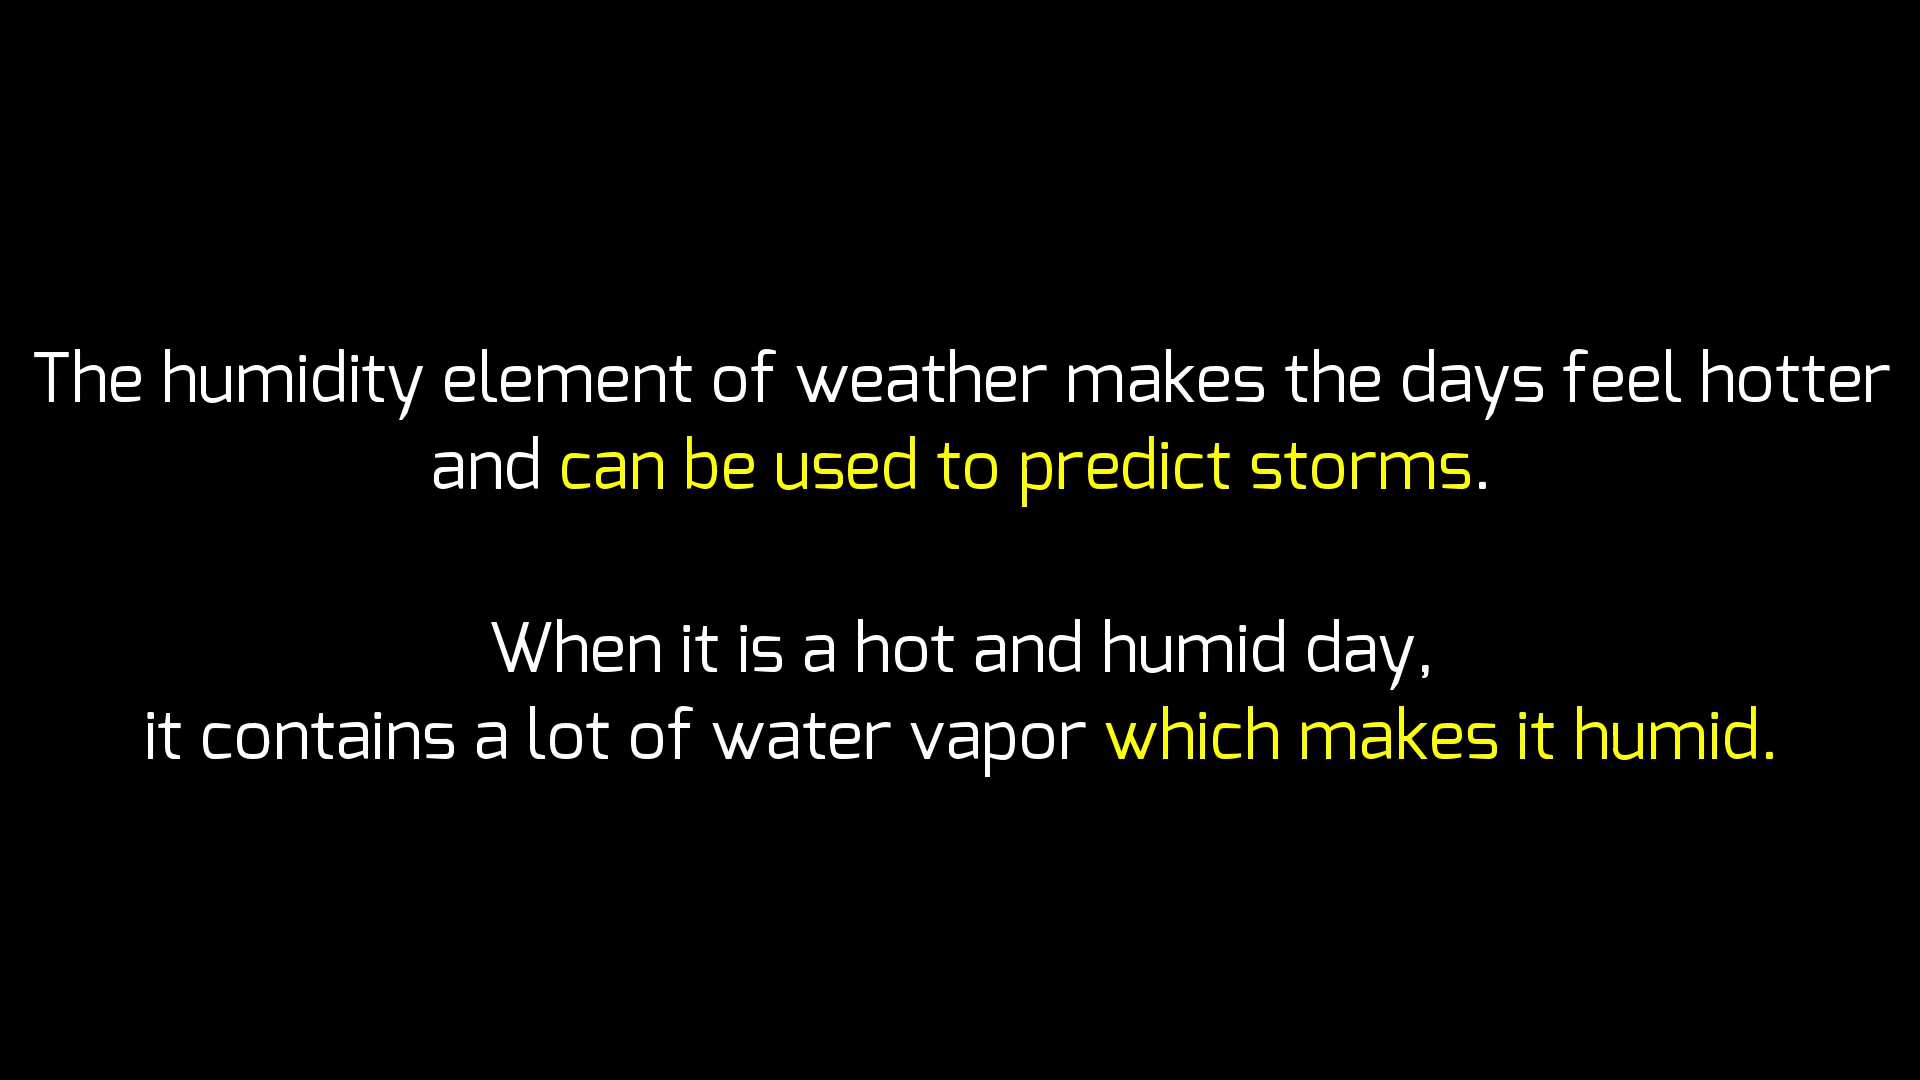 The humidity element of weather makes the days feel hotter
and can be used to predict storms.
When it is a hot and humid day,
it contains a lot of water vapor which makes it humid.